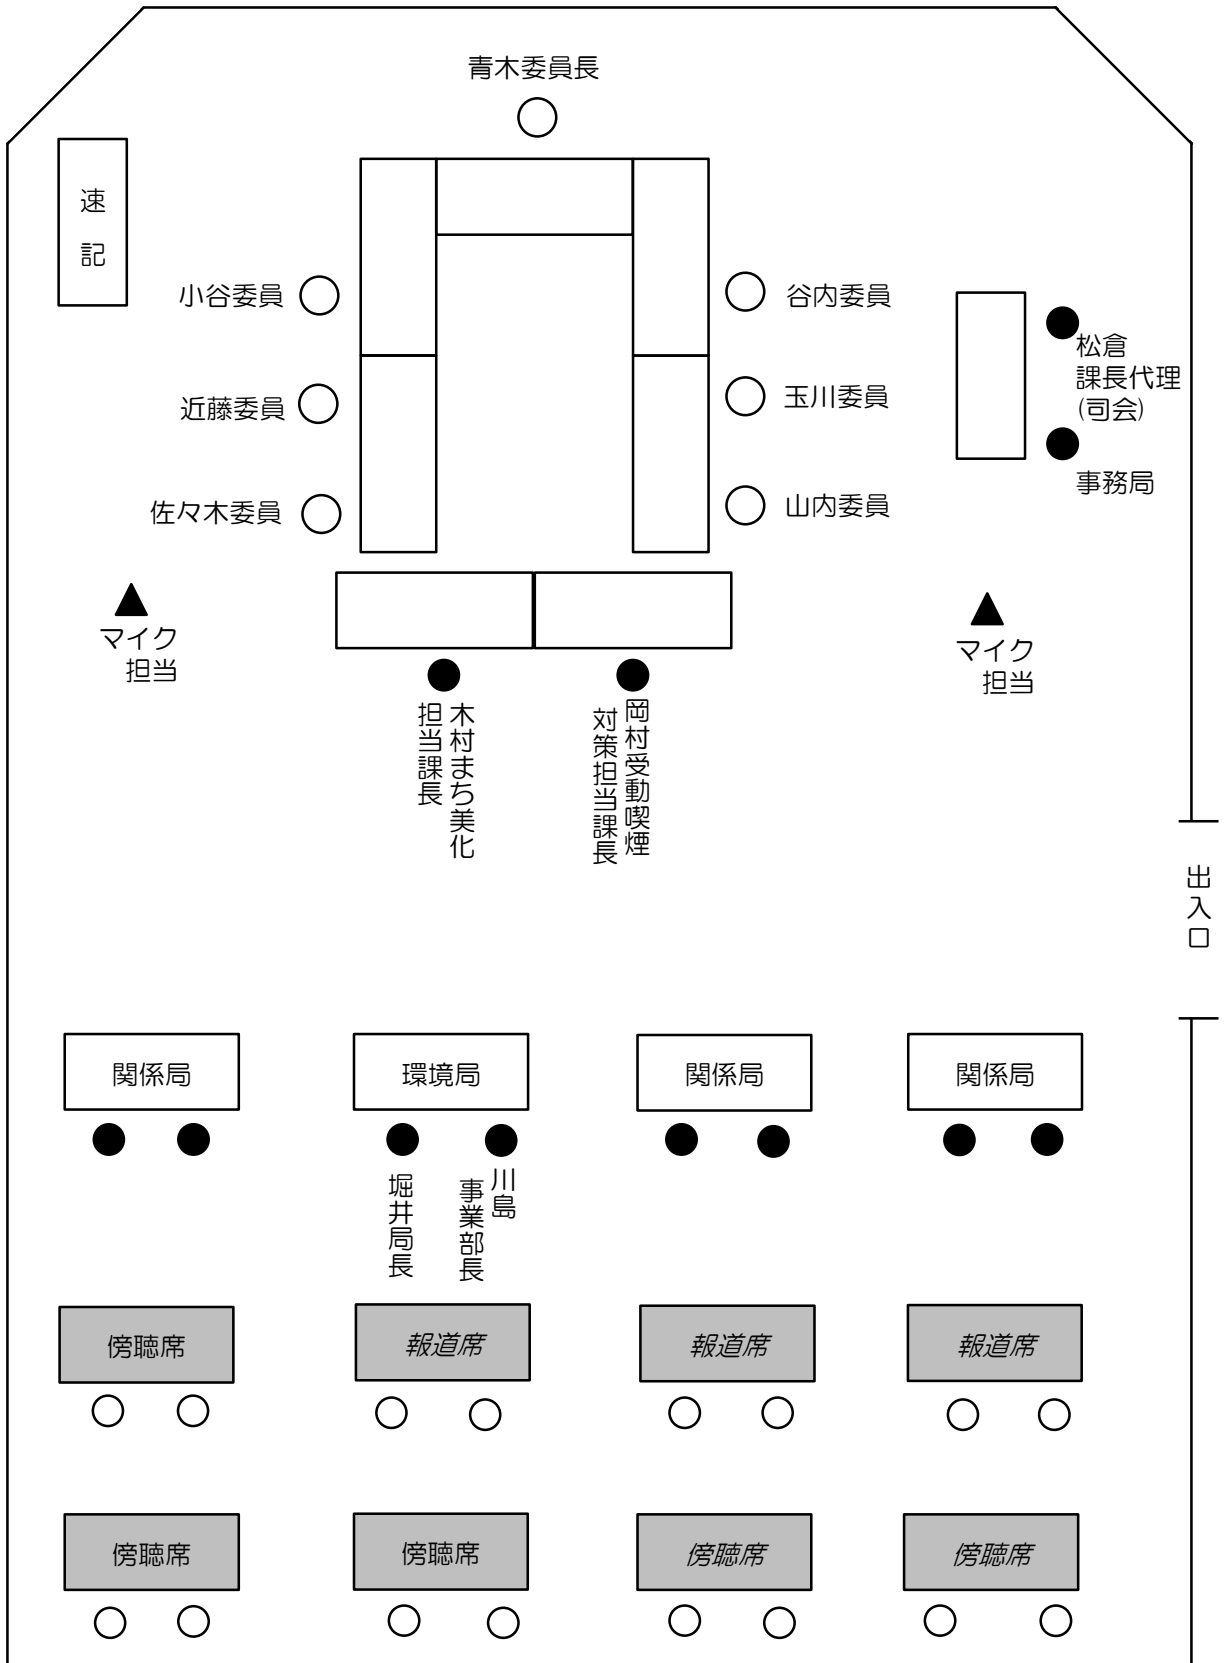 青木委員長
速
記
小谷委員
谷内委員
松倉
課長代理
(司会)
近藤委員
玉川委員
事務局
佐々木委員
山内委員
マイク
担当
マイク
担当
木村まち美化
担当課長
岡村受動喫煙
対策担当課長
出入口
関係局
環境局
関係局
関係局
堀井局長
川島
事業部長
傍聴席
報道席
報道席
報道席
傍聴席
傍聴席
傍聴席
傍聴席